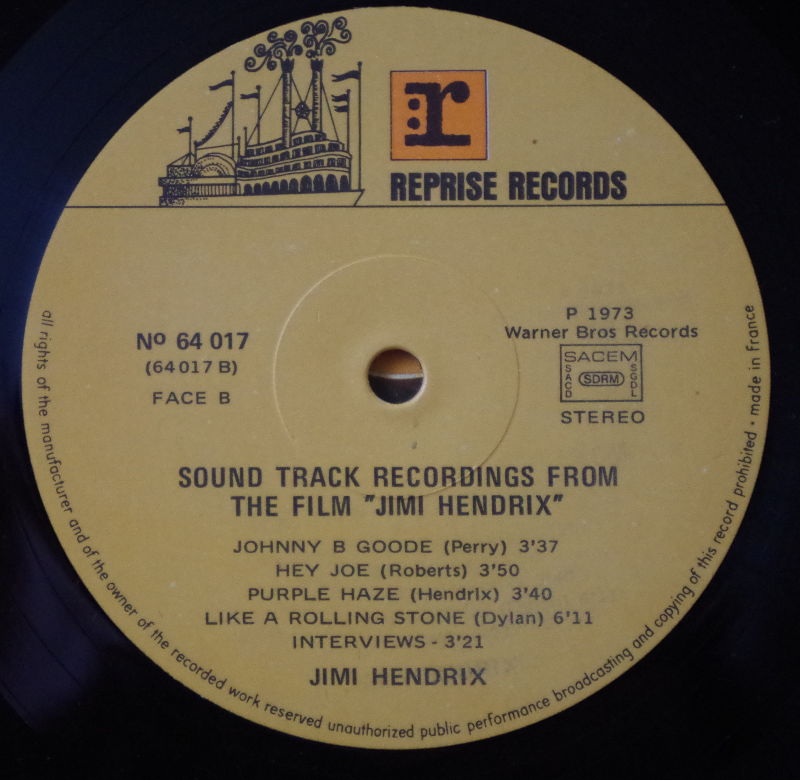 r
REPRISE RECORDS
Nº 64 017
(64 017 B)
FACE B
P 1973
Warner Bros Records
SACEM
SACD
SDRM
SGDL
STEREO
SOUND TRACK RECORDINGS FROM
THE FILM "JIMI HENDRIX"
JOHNNY B GOODE (Perry) 3'37
HEY JOE (Roberts) 3'50
PURPLE HAZE (Hendrix) 3'40
LIKE A ROLLING STONE (Dylan) 6'11
INTERVIEWS - 3'21
JIMI HENDRIX
all rights of the manufacturer and of the owner of the recorded work reserved unauthorized public performance broadcasting and copying of this record prohibited • made in france